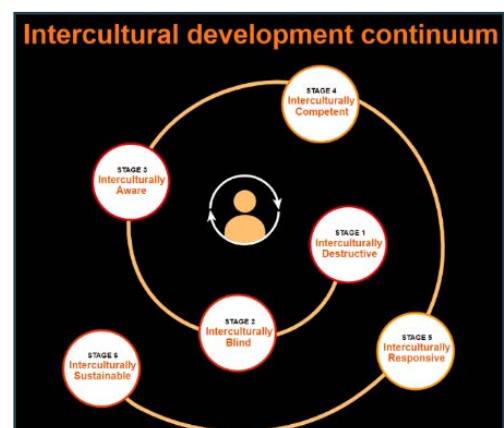 Intercultural development continuum
STAGE 4
Interculturally
Competent
STAGE 3
Interculturally
Aware
STAGE 1
Interculturally
Destructive
STAGE 2
Interculturally
Blind
STAGE 5
Interculturally
Responsive
STAGE 6
Interculturally
Sustainable